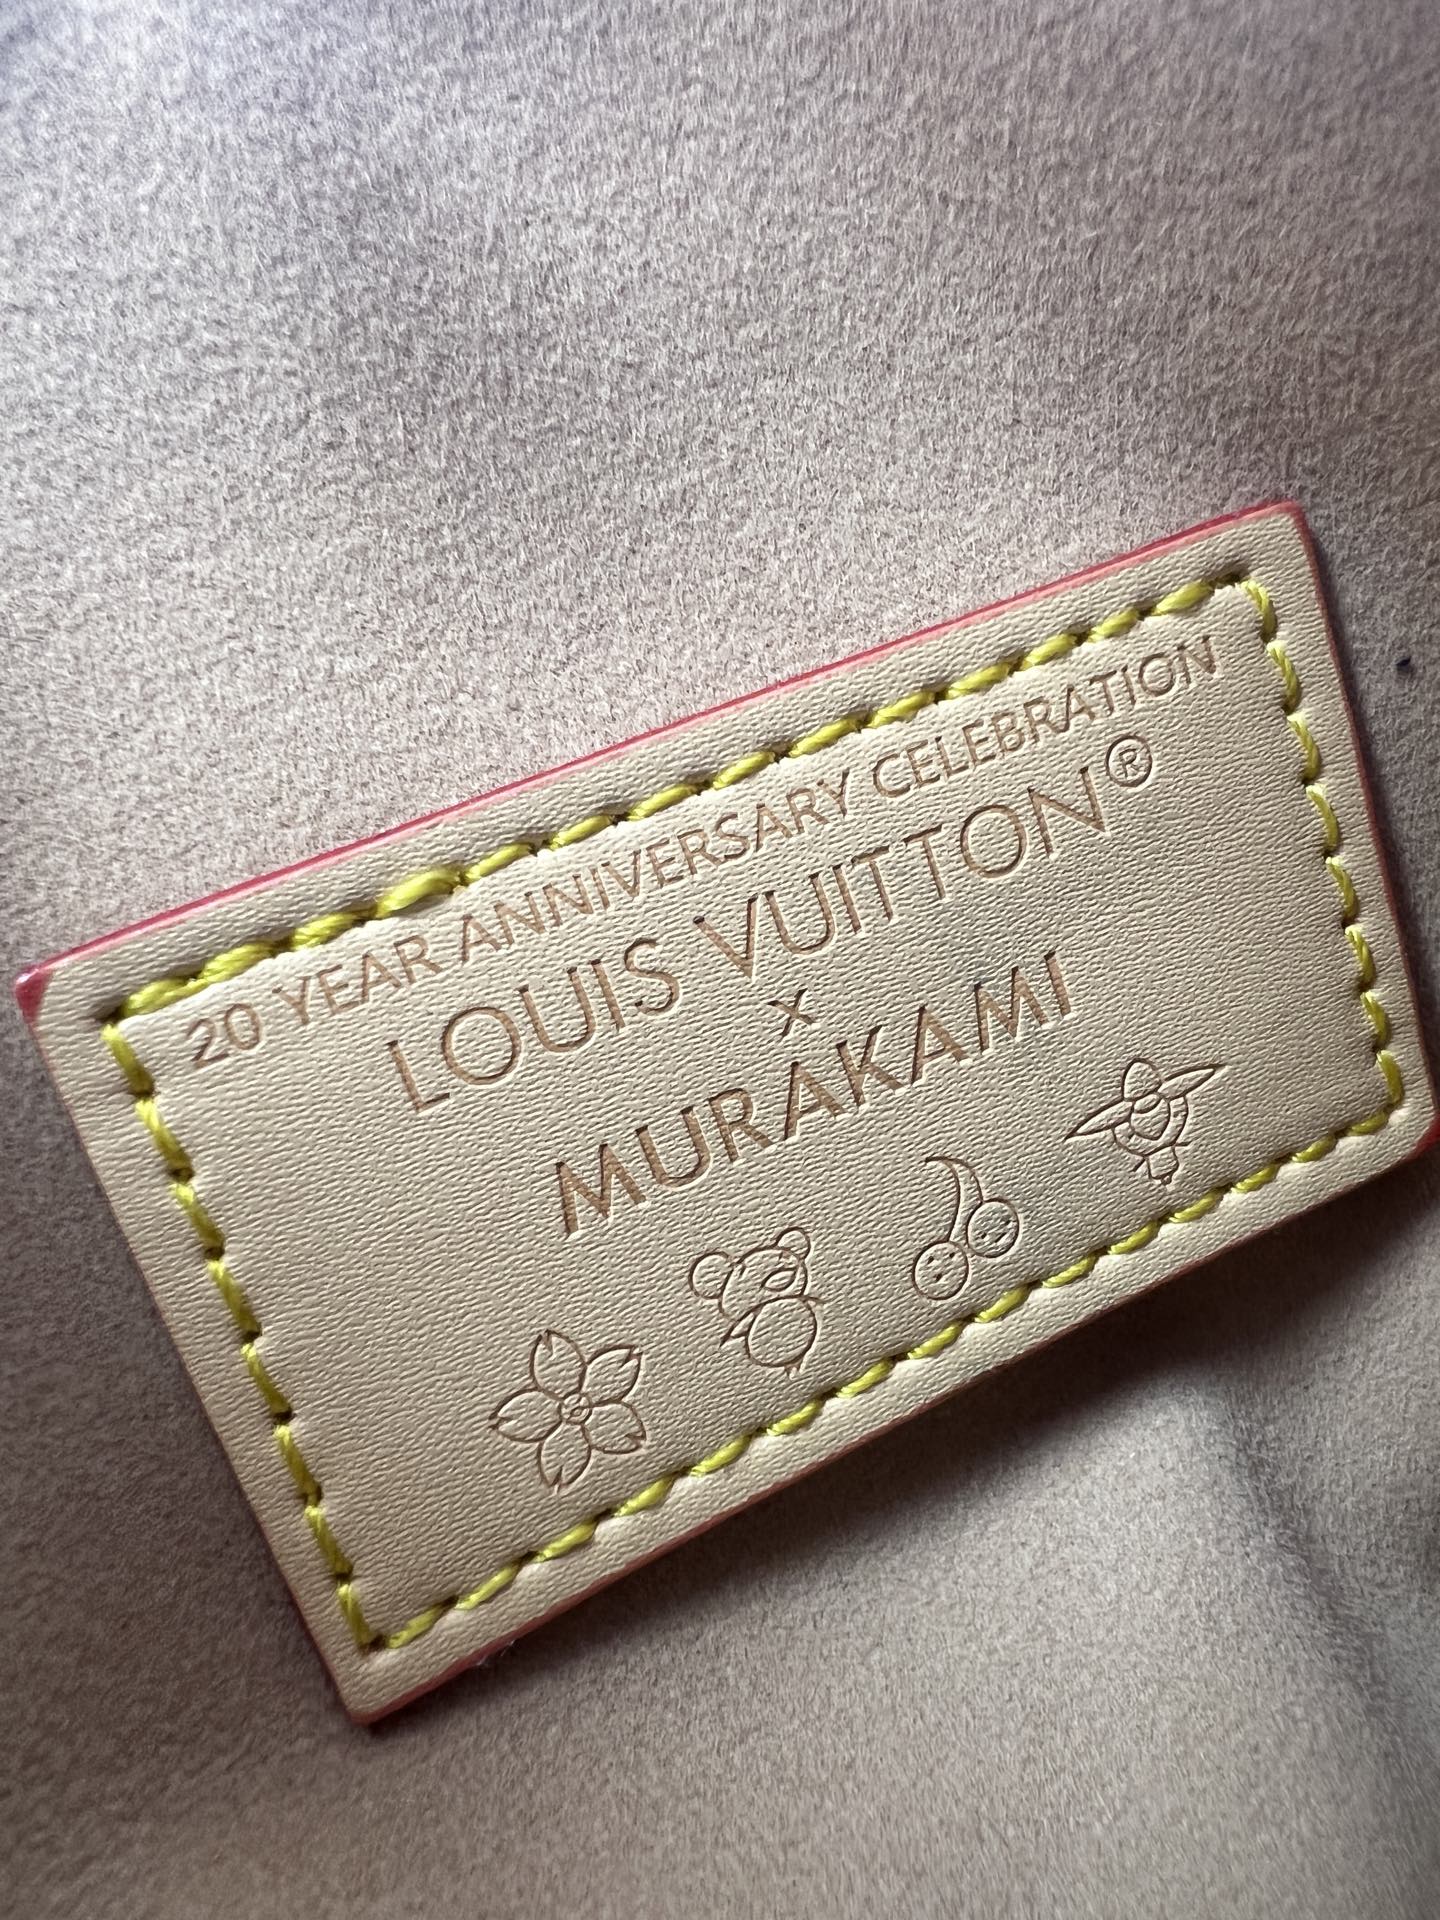 20 YEAR ANNIVERSARY CELEBRATION
LOUIS VUITTON®
x
MURAKAMI